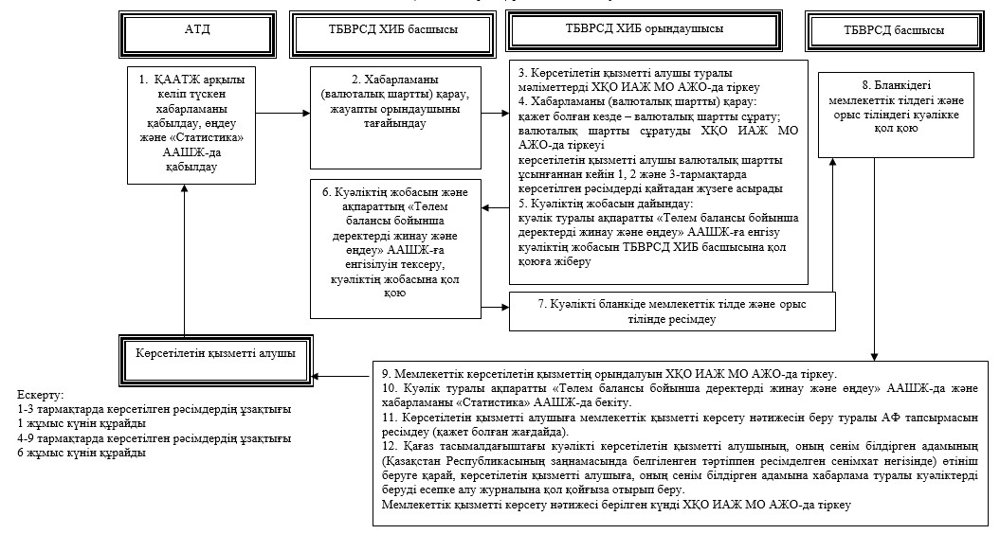 АТД
ТБВРСД ХИБ басшысы
ТБВРСД ХИБ орындаушысы
ТБВРСД басшысы
1. ҚААТЖ арқылы
келіп түскен
хабарламаны
қабылдау, өңдеу
және «Статистика»
ААШЖ-да
қабылдау
2. Хабарламаны
(валюталық шартты) қарау,
жауапты орындаушыны
тағайындау
3. Көрсетілетін қызметті алушы туралы
мәліметтерді ХҚО ИАЖ МО АЖО-да тіркеу
4. Хабарламаны (валюталық шартты) қарау:
қажет болған кезде – валюталық шартты сұрату;
валюталық шартты сұратуды ХҚО ИАЖ МО
АЖО-да тіркеуі
көрсетілетін қызметті алушы валюталық шартты
ұсынғаннан кейін 1, 2 және 3-тармақтарда
көрсетілген рәсімдерді қайтадан жүзеге асырады
5. Куәліктің жобасын дайындау:
куәлік туралы ақпаратты «Төлем балансы бойынша
деректерді жинау және өңдеу» ААШЖ-ға енгізу
куәліктің жобасын ТБВРСД ХИБ басшысына қол
қоюға жіберу
8. Бланкідегі
мемлекеттік тілдегі және
орыс тіліндегі куәлікке
қол қою
6. Куәліктің жобасын және
ақпараттың «Төлем
балансы бойынша
деректерді жинау және
өңдеу» ААШЖ-ға
енгізілуін тексеру,
куәліктің жобасына қол
қою
7. Куәлікті бланкіде мемлекеттік тілде және орыс
тілінде ресімдеу
Көрсетілетін қызметті алушы
9. Мемлекеттік көрсетілетін қызметтің орындалуын ХҚО ИАЖ МО АЖО-да тіркеу.
10. Куәлік туралы ақпаратты «Төлем балансы бойынша деректерді жинау және өңдеу» ААШЖ-да және
хабарламаны «Статистика» ААШЖ-да бекіту.
11. Көрсетілетін қызметті алушыға мемлекеттік қызметті көрсету нәтижесін беру туралы АФ тапсырмасын
ресімдеу (қажет болған жағдайда).
12. Қағаз тасымалдағыштағы куәлікті көрсетілетін қызметті алушының, оның сенім білдірген адамының
(Қазақстан Республикасының заңнамасында белгіленген тәртіппен ресімделген сенімхат негізінде) өтініш
беруге қарай, көрсетілетін қызметті алушыға, оның сенім білдірген адамына хабарлама туралы куәліктерді
беруді есепке алу журналына қол қойғыза отырып беру.
Мемлекеттік қызметті көрсету нәтижесі берілген күнді ХҚО ИАЖ МО АЖО-да тіркеу
Ескерту:
1-3 тармақтарда көрсетілген рәсімдердің ұзақтығы
1 жұмыс күнін құрайды
4-9 тармақтарда көрсетілген рәсімдердің ұзақтығы
6 жұмыс күнін құрайды